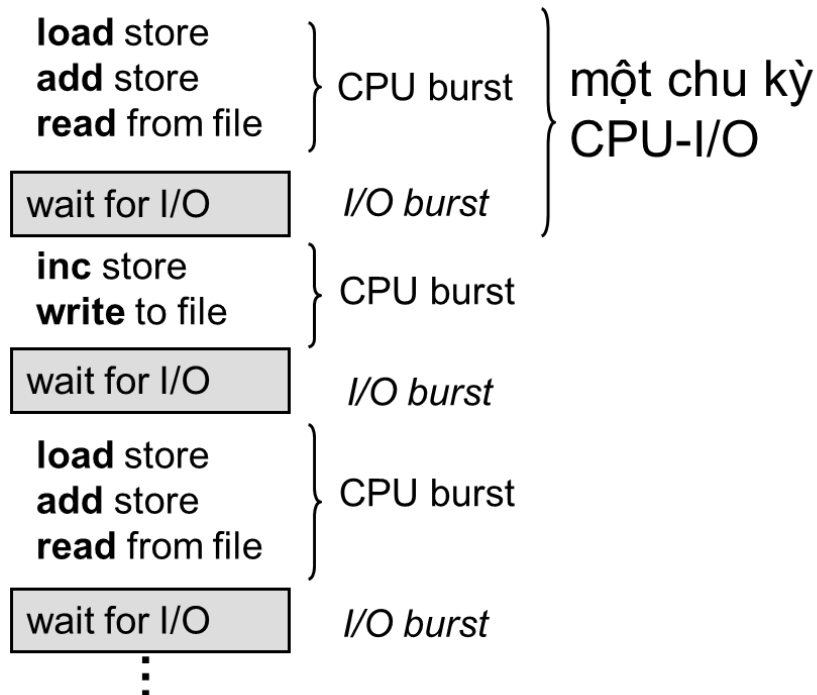 load store
add store
read from file
CPU burst
một chu kỳ
CPU-I/O
wait for I/O
I/O burst
inc store
write to file
CPU burst
wait for I/O
I/O burst
load store
add store
read from file
CPU burst
wait for I/O
I/O burst